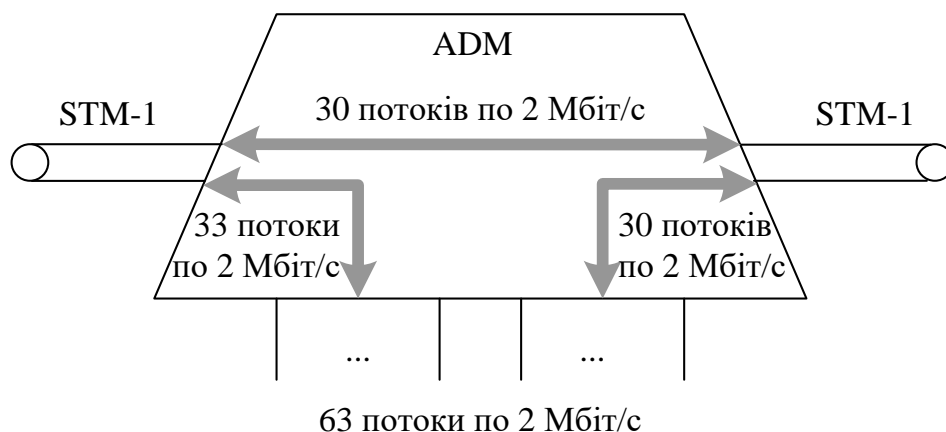 ADM
STM-1
30 потоків по 2 Мбіт/с
STM-1
33 потоки
по 2 Мбіт/с
30 потоків
по 2 Мбіт/с
...
...
63 потоки по 2 Мбіт/с